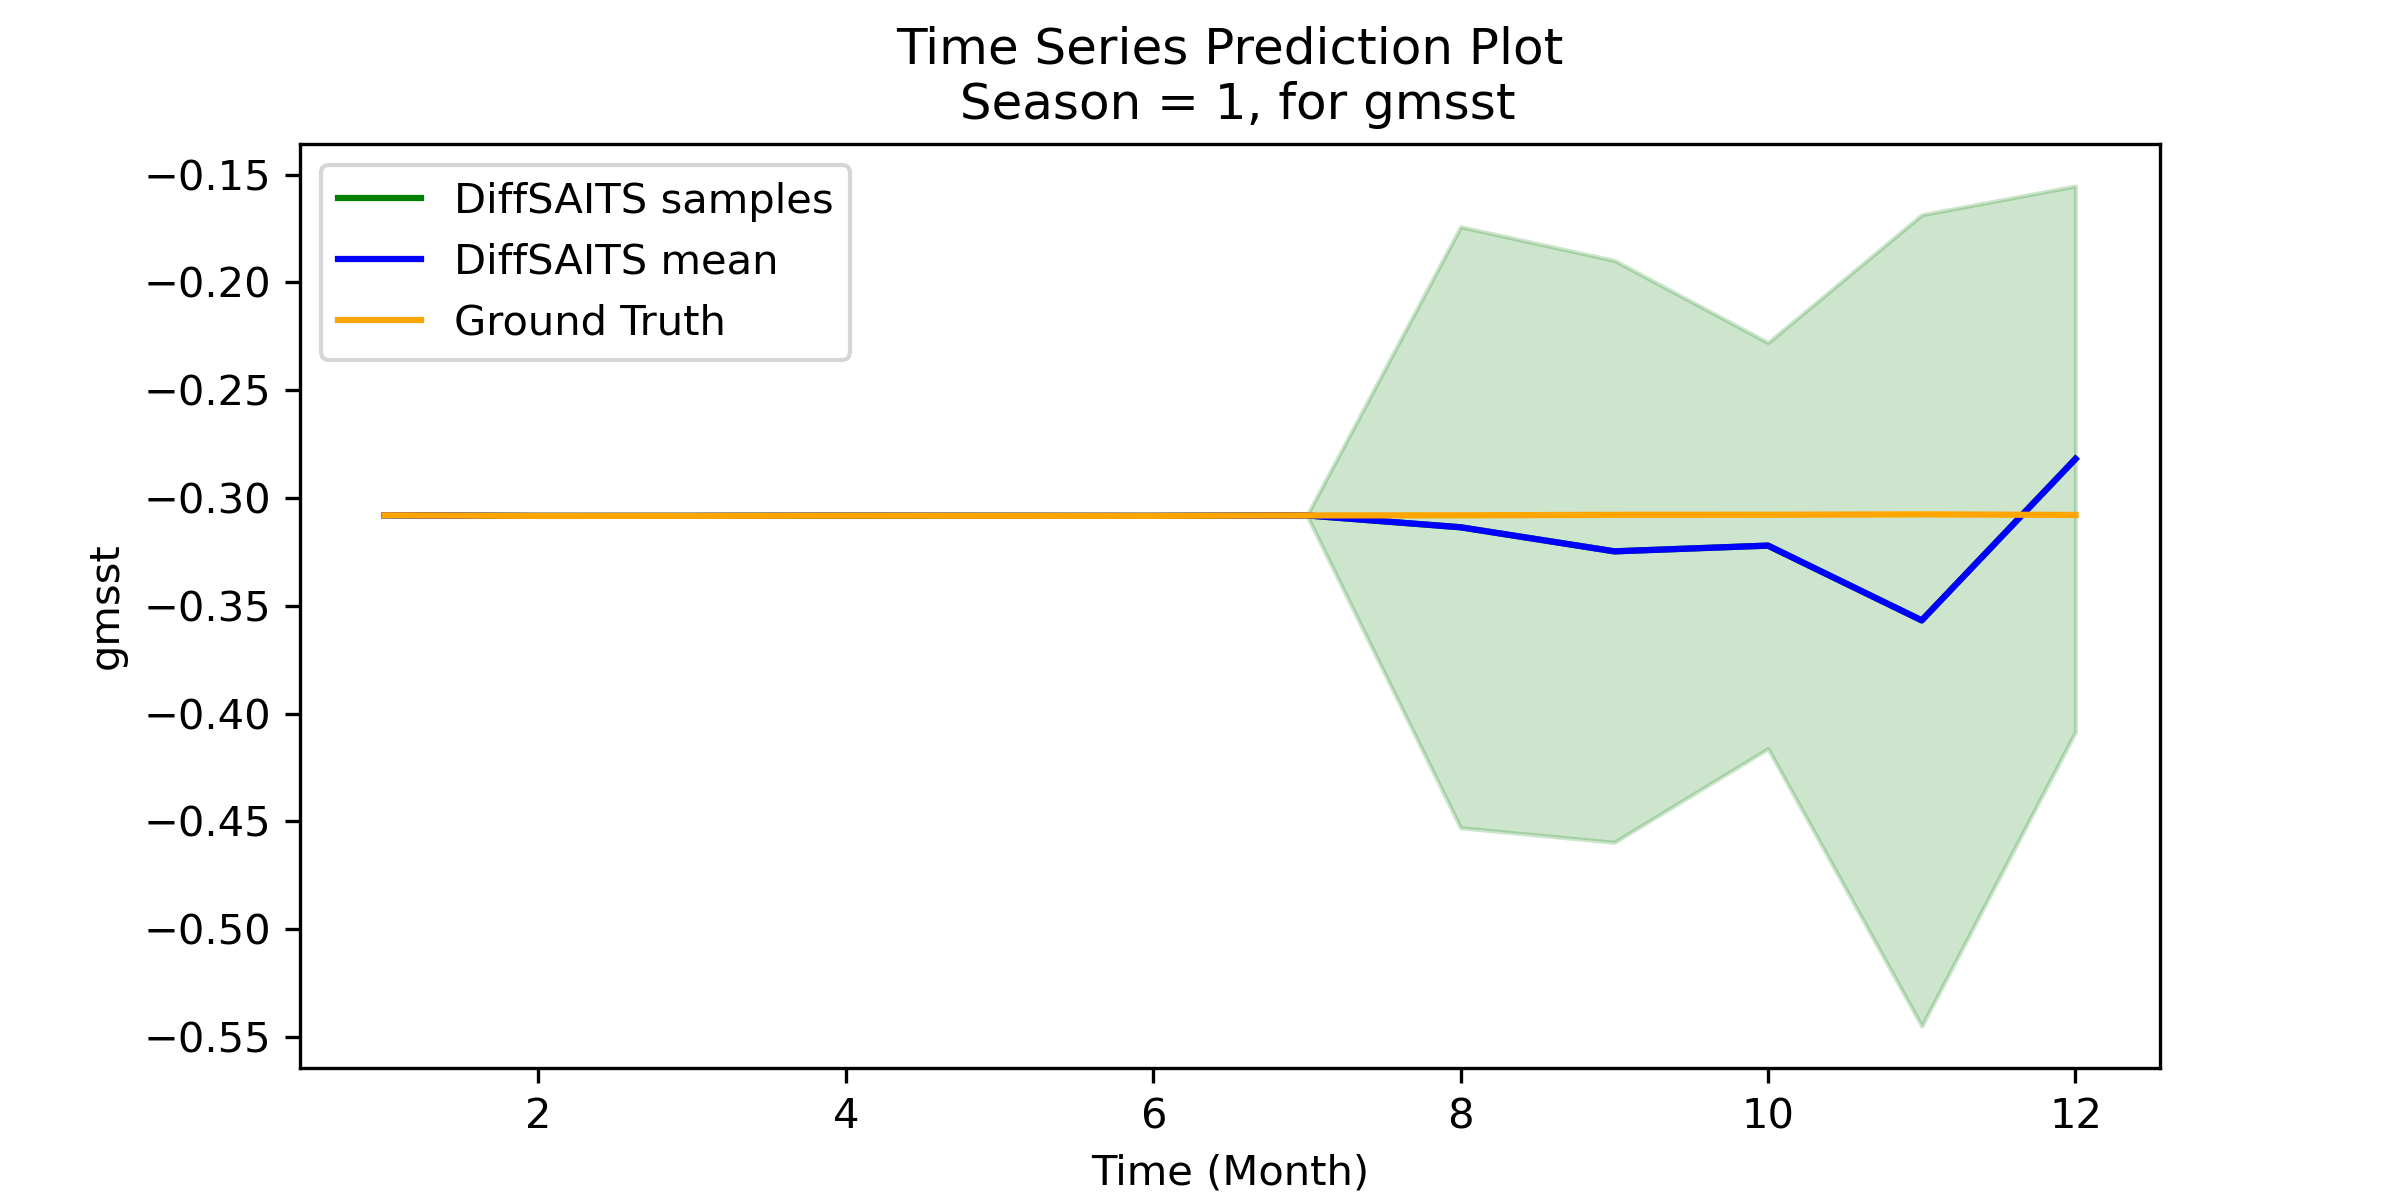 Time Series Prediction Plot
Season = 1, for gmsst
DiffSAITS samples
DiffSAITS mean
Ground Truth
−0.15
−0.20
−0.25
−0.30
−0.35
−0.40
−0.45
−0.50
−0.55
gmsst
2 4 6 8 10 12
Time (Month)